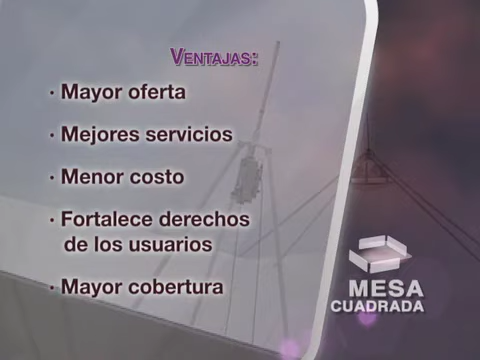 VENTAJAS:
· Mayor oferta
· Mejores servicios
· Menor costo
· Fortalece derechos
de los usuarios
· Mayor cobertura
MESA
CUADRADA